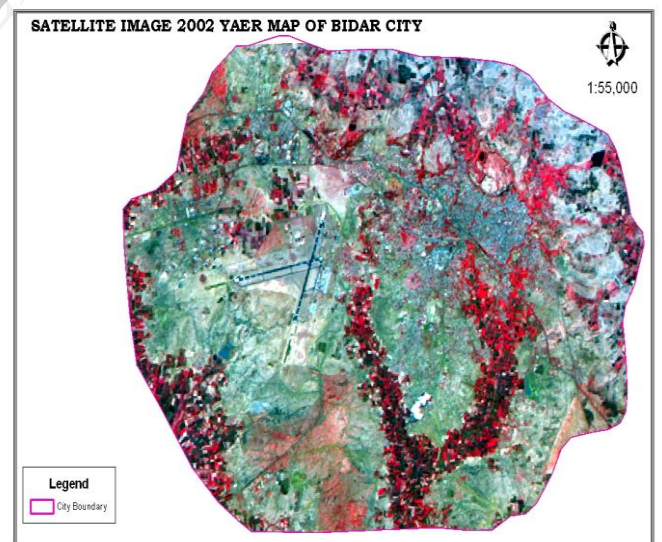 SATELLITE IMAGE 2002 YAER MAP OF BIDAR CITY
1:55,000
Legend
City Boundary